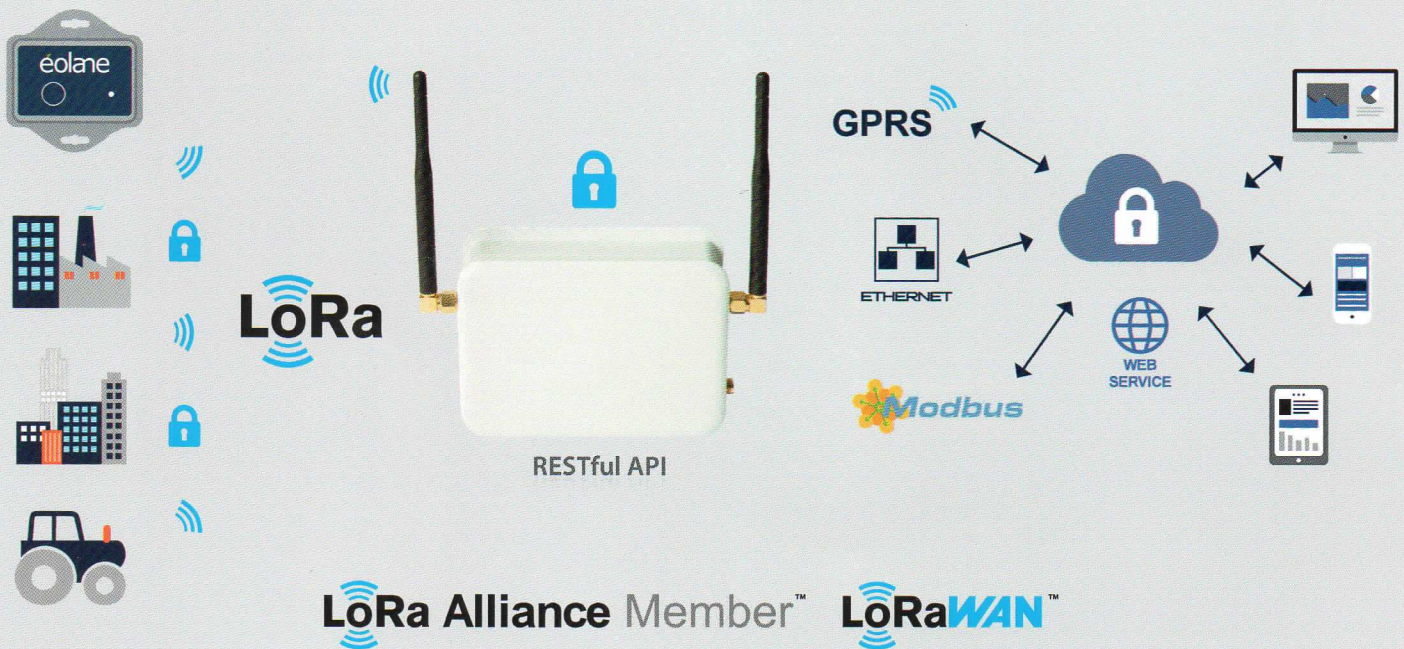 éolane
LoRa
RESTful API
GPRS
ETHERNET
Modbus
WEB
SERVICE
LoRa Alliance Member™
LoRaWAN™